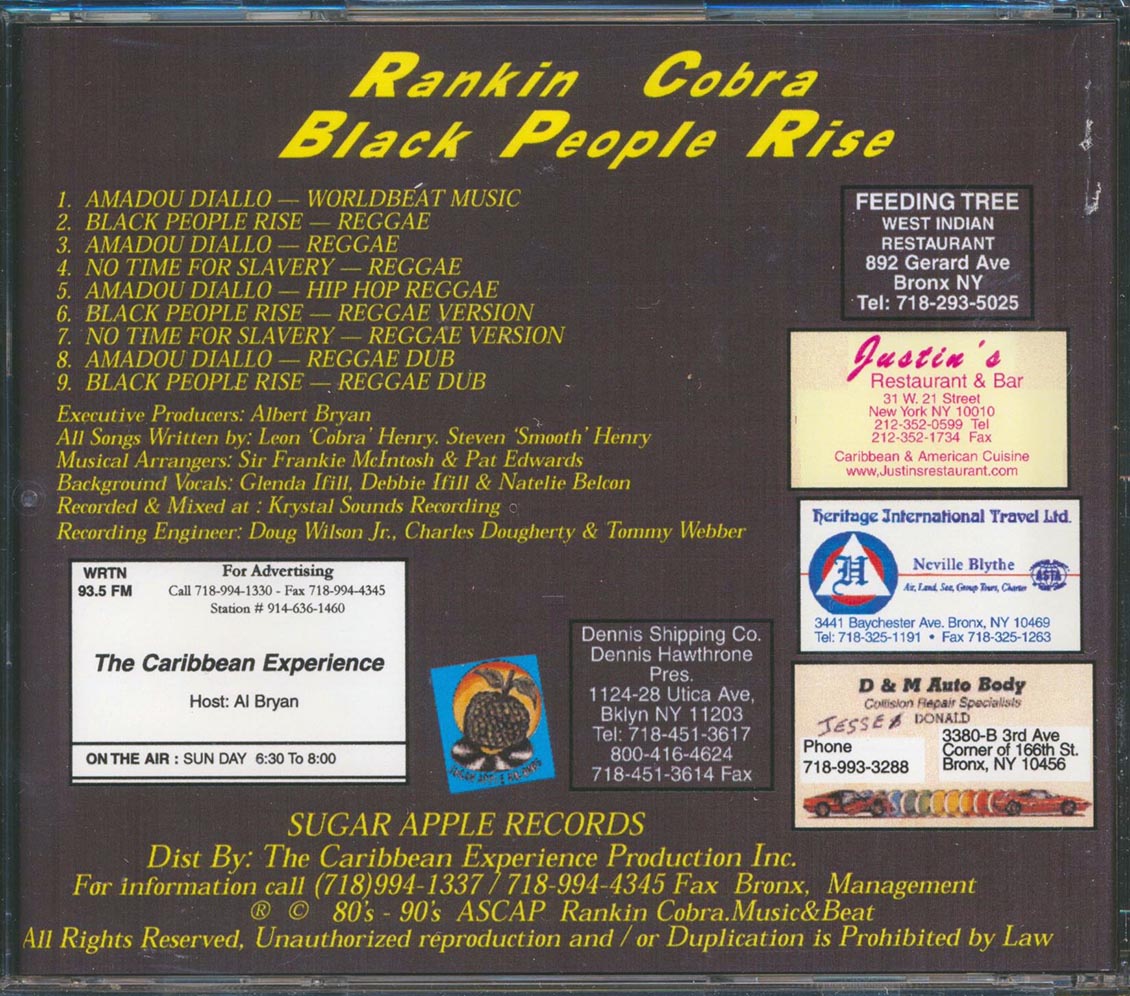 Rankin Cobra
Black People Rise
1. AMADOU DIALLO — WORLDBEAT MUSIC
2. BLACK PEOPLE RISE — REGGAE
3. AMADOU DIALLO — REGGAE
4. NO TIME FOR SLAVERY — REGGAE
5. AMADOU DIALLO — HIP HOP REGGAE
6. BLACK PEOPLE RISE — REGGAE VERSION
7. NO TIME FOR SLAVERY — REGGAE VERSION
8. AMADOU DIALLO — REGGAE DUB
9. BLACK PEOPLE RISE — REGGAE DUB
Executive Producers: Albert Bryan
All Songs Written by: Leon 'Cobra' Henry. Steven 'Smooth' Henry
Musical Arrangers: Sir Frankie McIntosh & Pat Edwards
Background Vocals: Glenda Ifill, Debbie Ifill & Natelie Belcon
Recorded & Mixed at : Krystal Sounds Recording
Recording Engineer: Doug Wilson Jr., Charles Dougherty & Tommy Webber
FEEDING TREE
WEST INDIAN
RESTAURANT
892 Gerard Ave
Bronx NY
Tel: 718-293-5025
Justin's
Restaurant & Bar
31 W. 21 Street
New York NY 10010
212-352-0599 Tel
212-352-1734 Fax
Caribbean & American Cuisine
www.Justinsrestaurant.com
Heritage International Travel Ltd.
H
Neville Blythe
Air, Land, Sea, Group Tours, Charter
ASTA
3441 Baychester Ave. Bronx, NY 10469
Tel: 718-325-1191 • Fax 718-325-1263
D & M Auto Body
Collision Repair Specialists
JESSE DONALD
Phone
718-993-3288
3380-B 3rd Ave
Corner of 166th St.
Bronx, NY 10456
WRTN
93.5 FM
For Advertising
Call 718-994-1330 - Fax 718-994-4345
Station # 914-636-1460
The Caribbean Experience
Host: Al Bryan
ON THE AIR : SUN DAY 6:30 To 8:00
Dennis Shipping Co.
Dennis Hawthrone
Pres.
1124-28 Utica Ave,
Bklyn NY 11203
Tel: 718-451-3617
800-416-4624
718-451-3614 Fax
SUGAR APPLE RECORDS
Dist By: The Caribbean Experience Production Inc.
For information call (718)994-1337 / 718-994-4345 Fax Bronx, Management
® © 80's - 90's ASCAP Rankin Cobra.Music&Beat
All Rights Reserved, Unauthorized reproduction and / or Duplication is Prohibited by Law